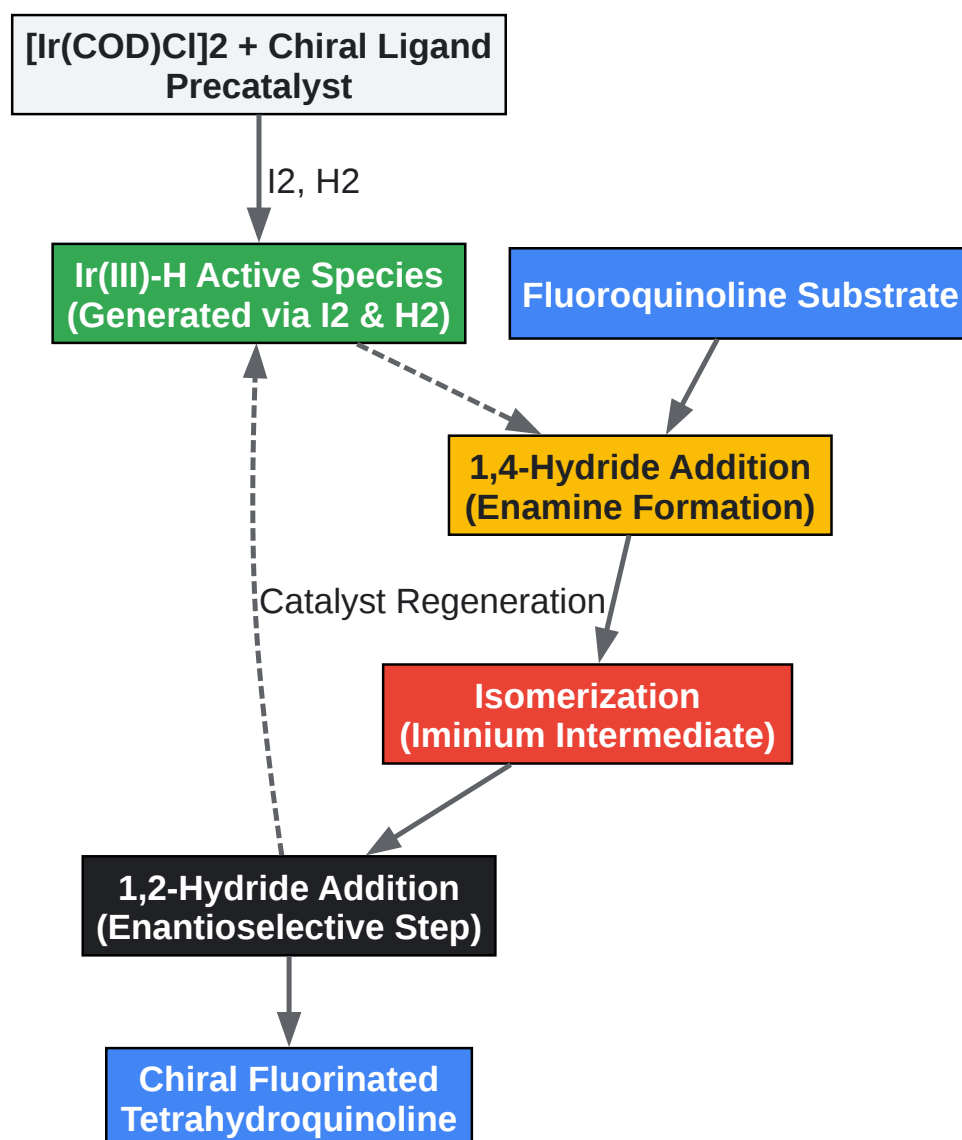 [Ir(COD)Cl]2 + Chiral Ligand
Precatalyst
I2, H2
Ir(III)-H Active Species
(Generated via I2 & H2)
Fluoroquinoline Substrate
1,4-Hydride Addition
(Enamine Formation)
Catalyst Regeneration
Isomerization
(Iminium Intermediate)
1,2-Hydride Addition
(Enantioselective Step)
Chiral Fluorinated
Tetrahydroquinoline